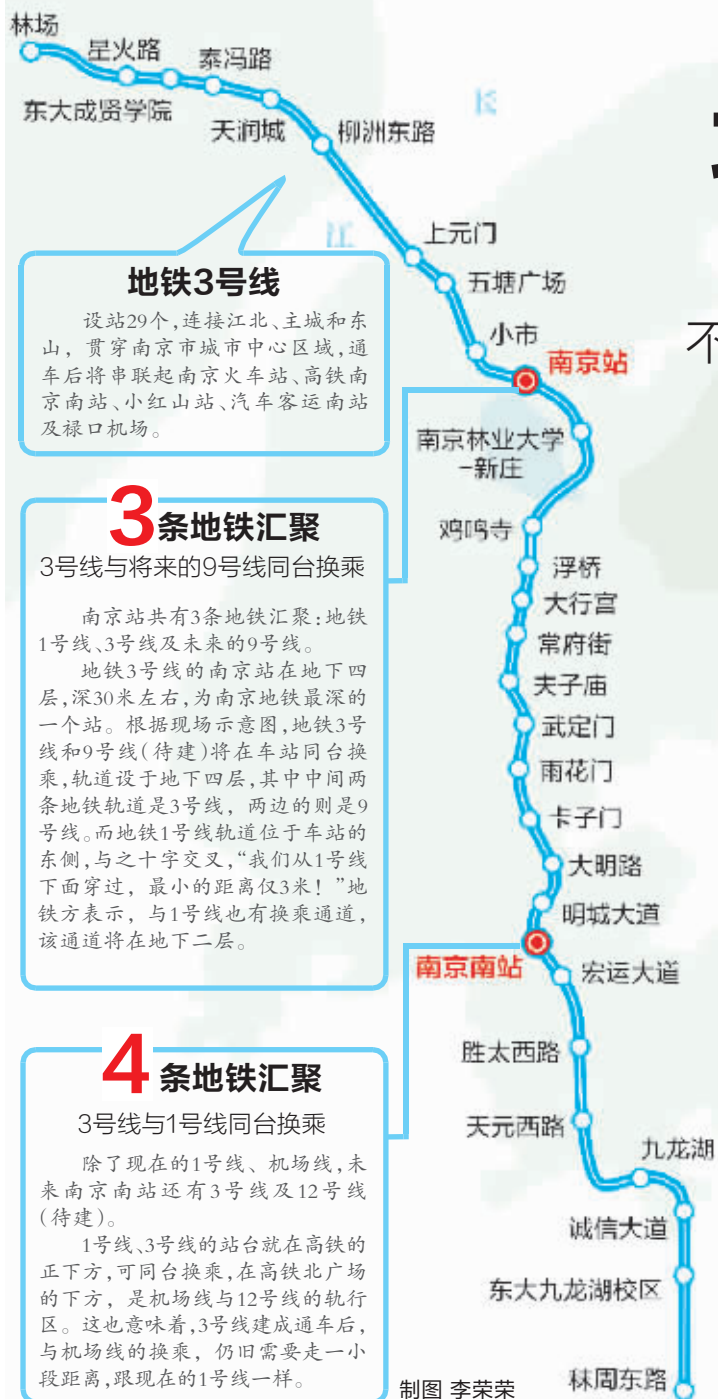 林场
星火路
泰冯路
东大成贤学院
天润城
柳洲东路
长
江
上元门
五塘广场
小市
南京站
南京林业大学
-新庄
鸡鸣寺
浮桥
大行宫
常府街
夫子庙
武定门
雨花门
卡子门
大明路
明城大道
南京南站
宏运大道
胜太西路
天元西路
九龙湖
诚信大道
东大九龙湖校区
秣周东路
地铁3号线
设站29个,连接江北、主城和东
山，贯穿南京市城市中心区域,通
车后将串联起南京火车站、高铁南
京南站、小红山站、汽车客运南站
及禄口机场。
3条地铁汇聚
3号线与将来的9号线同台换乘
南京站共有3条地铁汇聚:地铁
1号线、3号线及未来的9号线。
地铁3号线的南京站在地下四
层,深30米左右,为南京地铁最深的
一个站。根据现场示意图,地铁3号
线和9号线(待建)将在车站同台换
乘,轨道设于地下四层,其中中间两
条地铁轨道是3号线，两边的则是9
号线。而地铁1号线轨道位于车站的
东侧,与之十字交叉,“我们从1号线
下面穿过，最小的距离仅3米！”地
铁方表示，与1号线也有换乘通道,
该通道将在地下二层。
4条地铁汇聚
3号线与1号线同台换乘
除了现在的1号线、机场线,未
来南京南站还有3号线及12号线
(待建)。
1号线、3号线的站台就在高铁的
正下方,可同台换乘,在高铁北广场
的下方，是机场线与12号线的轨行
区。这也意味着,3号线建成通车后,
与机场线的换乘，仍旧需要走一小
段距离,跟现在的1号线一样。
制图 李荣荣
不